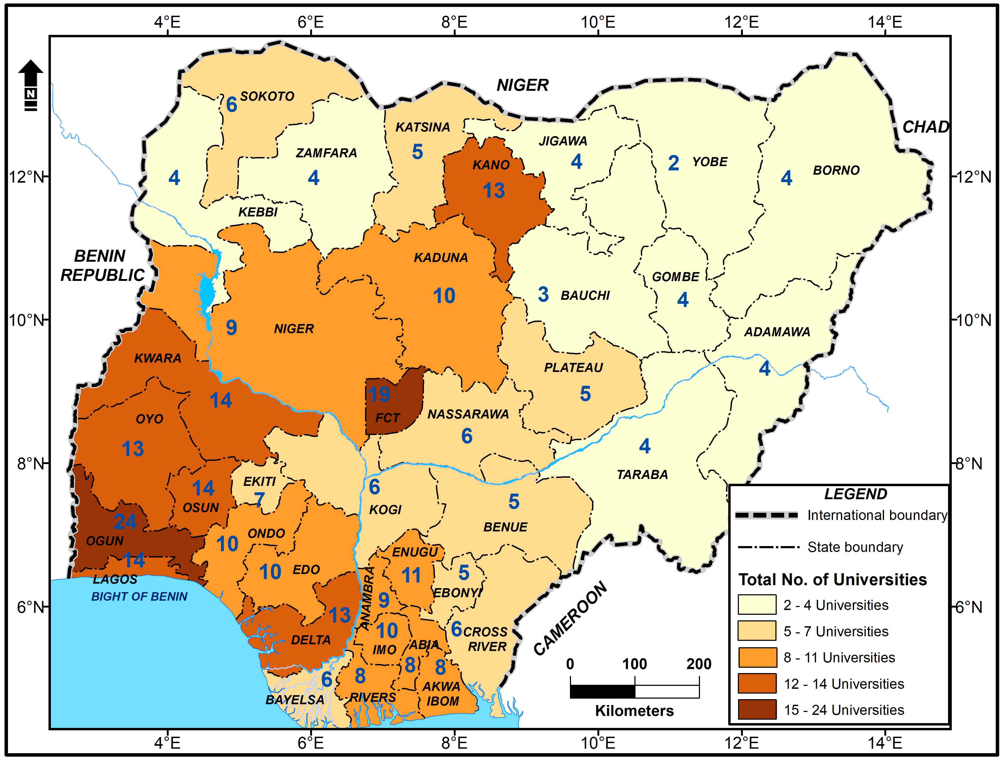 4°E 6°E 8°E 10°E 12°E 14°E
N
NIGER
CHAD
SOKOTO
6
KATSINA
5
ZAMFARA
4
JIGAWA
4
KANO
13
2 YOBE
BORNO
4
12°N
12°N
4
KEBBI
BENIN
REPUBLIC
KADUNA
10
GOMBE
4
3 BAUCHI
10°N
10°N
9
NIGER
ADAMAWA
4
KWARA
14
PLATEAU
5
19
FCT
NASSARAWA
6
OYO
13
4
TARABA
8°N
8°N
EKITI
7
14
OSUN
6
KOGI
5
BENUE
24
OGUN
14
LAGOS
BIGHT OF BENIN
ONDO
10
10
EDO
ENUGU
11
5
EBONYI
ANAMBRA
9
6°N
6°N
13
DELTA
10
IMO
ABIA
8
6
CROSS
RIVER
CAMEROON
8
AKWA
IBOM
8
RIVERS
6
BAYELSA
0 100 200
Kilometers
LEGEND
International boundary
State boundary
Total No. of Universities
2 - 4 Universities
5 - 7 Universities
8 - 11 Universities
12 - 14 Universities
15 - 24 Universities
4°E 6°E 8°E 10°E 12°E 14°E